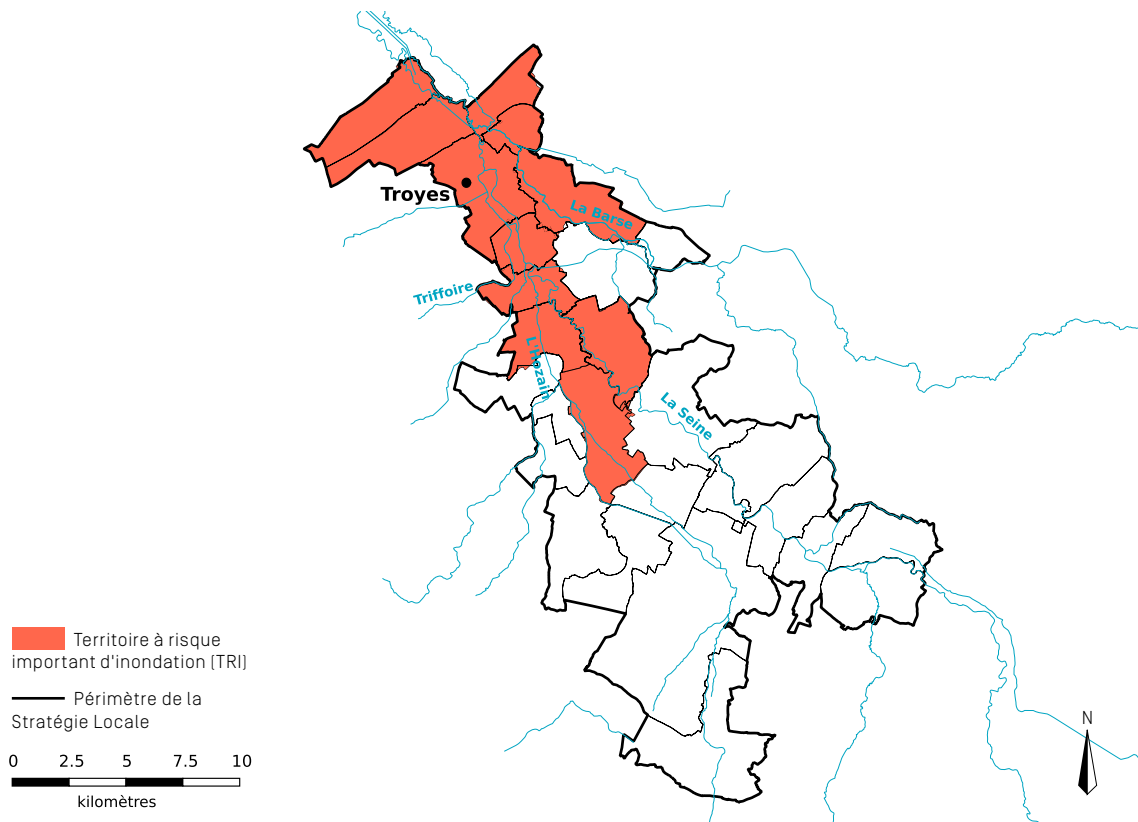 Troyes
La Barse
Triffoire
L'Hozain
La Seine
Territoire à risque
important d'inondation (TRI)
Périmètre de la
Stratégie Locale
0 2.5 5 7.5 10
kilomètres
N